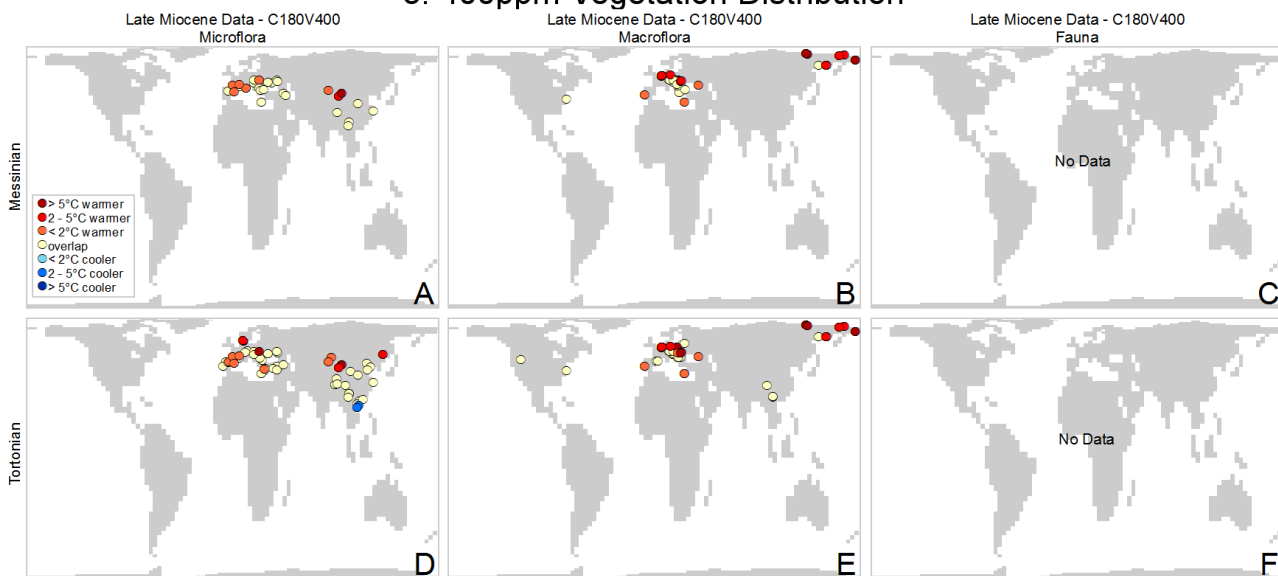 Late Miocene Data - C180V400
Microflora
Late Miocene Data - C180V400
Macroflora
Late Miocene Data - C180V400
Fauna
Messinian
> 5°C warmer
2 - 5°C warmer
< 2°C warmer
overlap
< 2°C cooler
2 - 5°C cooler
> 5°C cooler
A
B
No Data
C
Tortonian
D
E
No Data
F